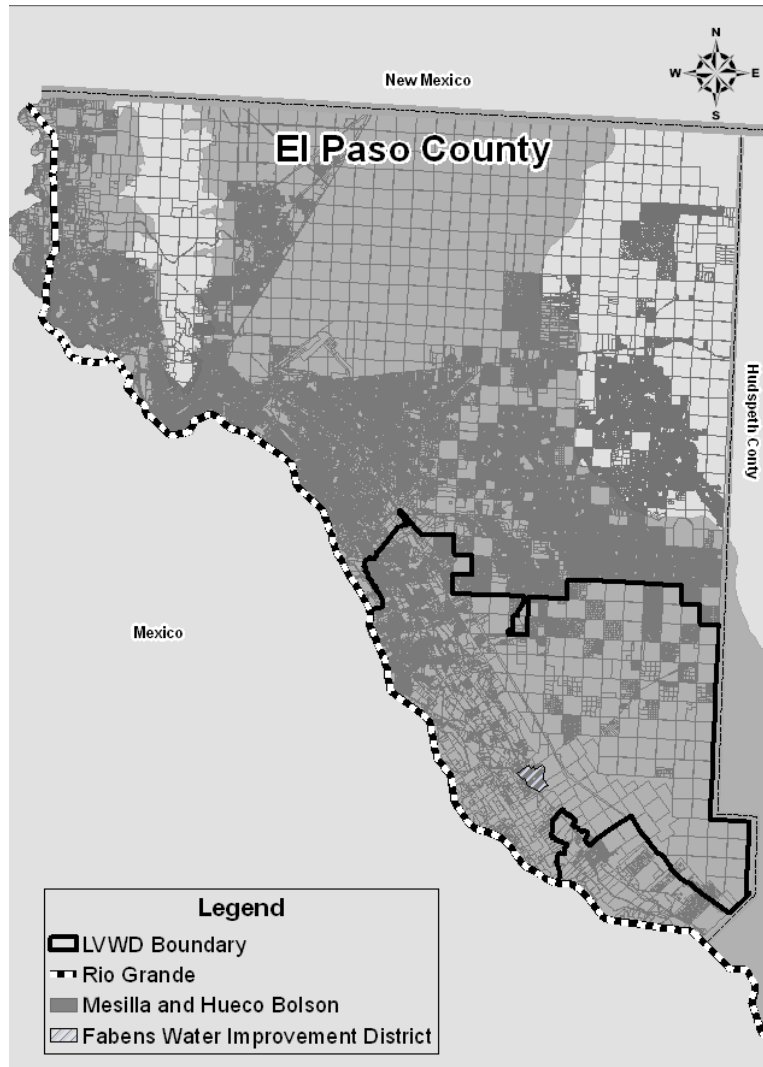 N
New Mexico
W E
S
El Paso County
Hudspeth Conty
Mexico
Legend
LVWD Boundary
Rio Grande
Mesilla and Hueco Bolson
Fabens Water Improvement District